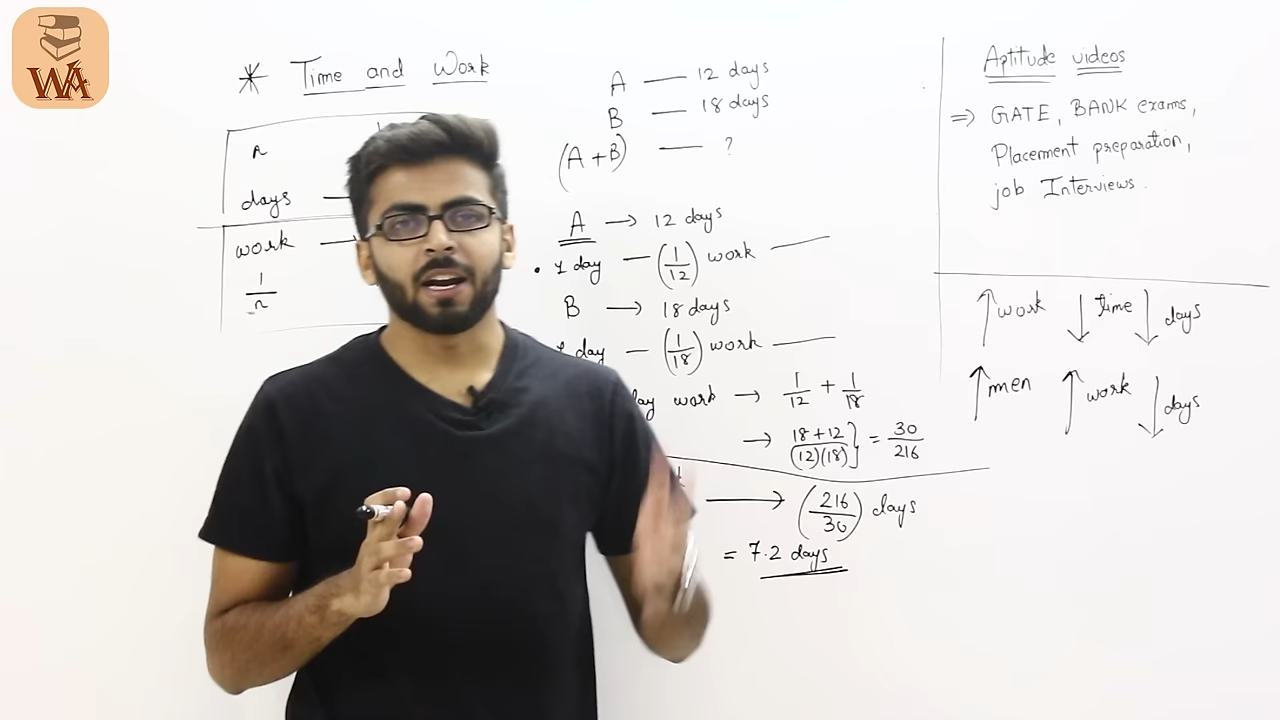 WA
* Time and Work
n
days —
work →
1/n
A — 12 days
B — 18 days
(A+B) — ?
A → 12 days
• 1 day — (1/12) work —
B → 18 days
1 day — (1/18) work —
work → 1/12 + 1/18
→ 18+12/(12)(18)} = 30/216
→ (216/30) days
= 7.2 days
Aptitude videos
⇒ GATE, BANK exams,
Placement preparation,
job Interviews.
↑ work ↓ time ↓ days
↑ men ↑ work ↓ days